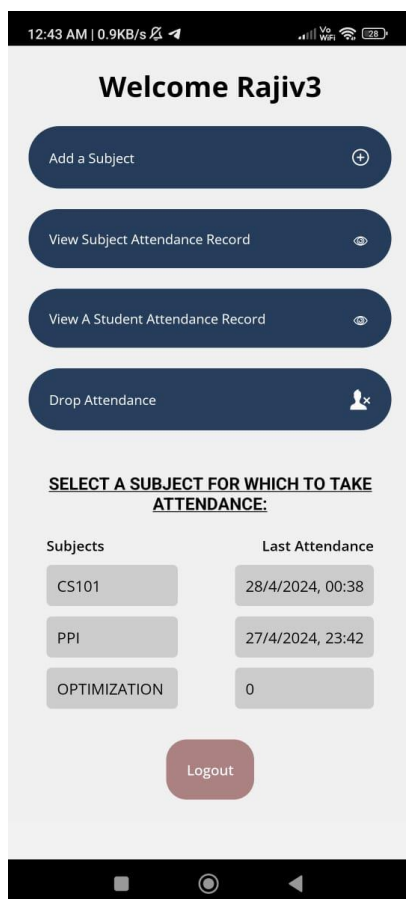 12:43 AM | 0.9KB/s Vo WiFi 28
Welcome Rajiv3
Add a Subject
View Subject Attendance Record
View A Student Attendance Record
Drop Attendance
SELECT A SUBJECT FOR WHICH TO TAKE
ATTENDANCE:
Subjects Last Attendance
CS101 28/4/2024, 00:38
PPI 27/4/2024, 23:42
OPTIMIZATION 0
Logout